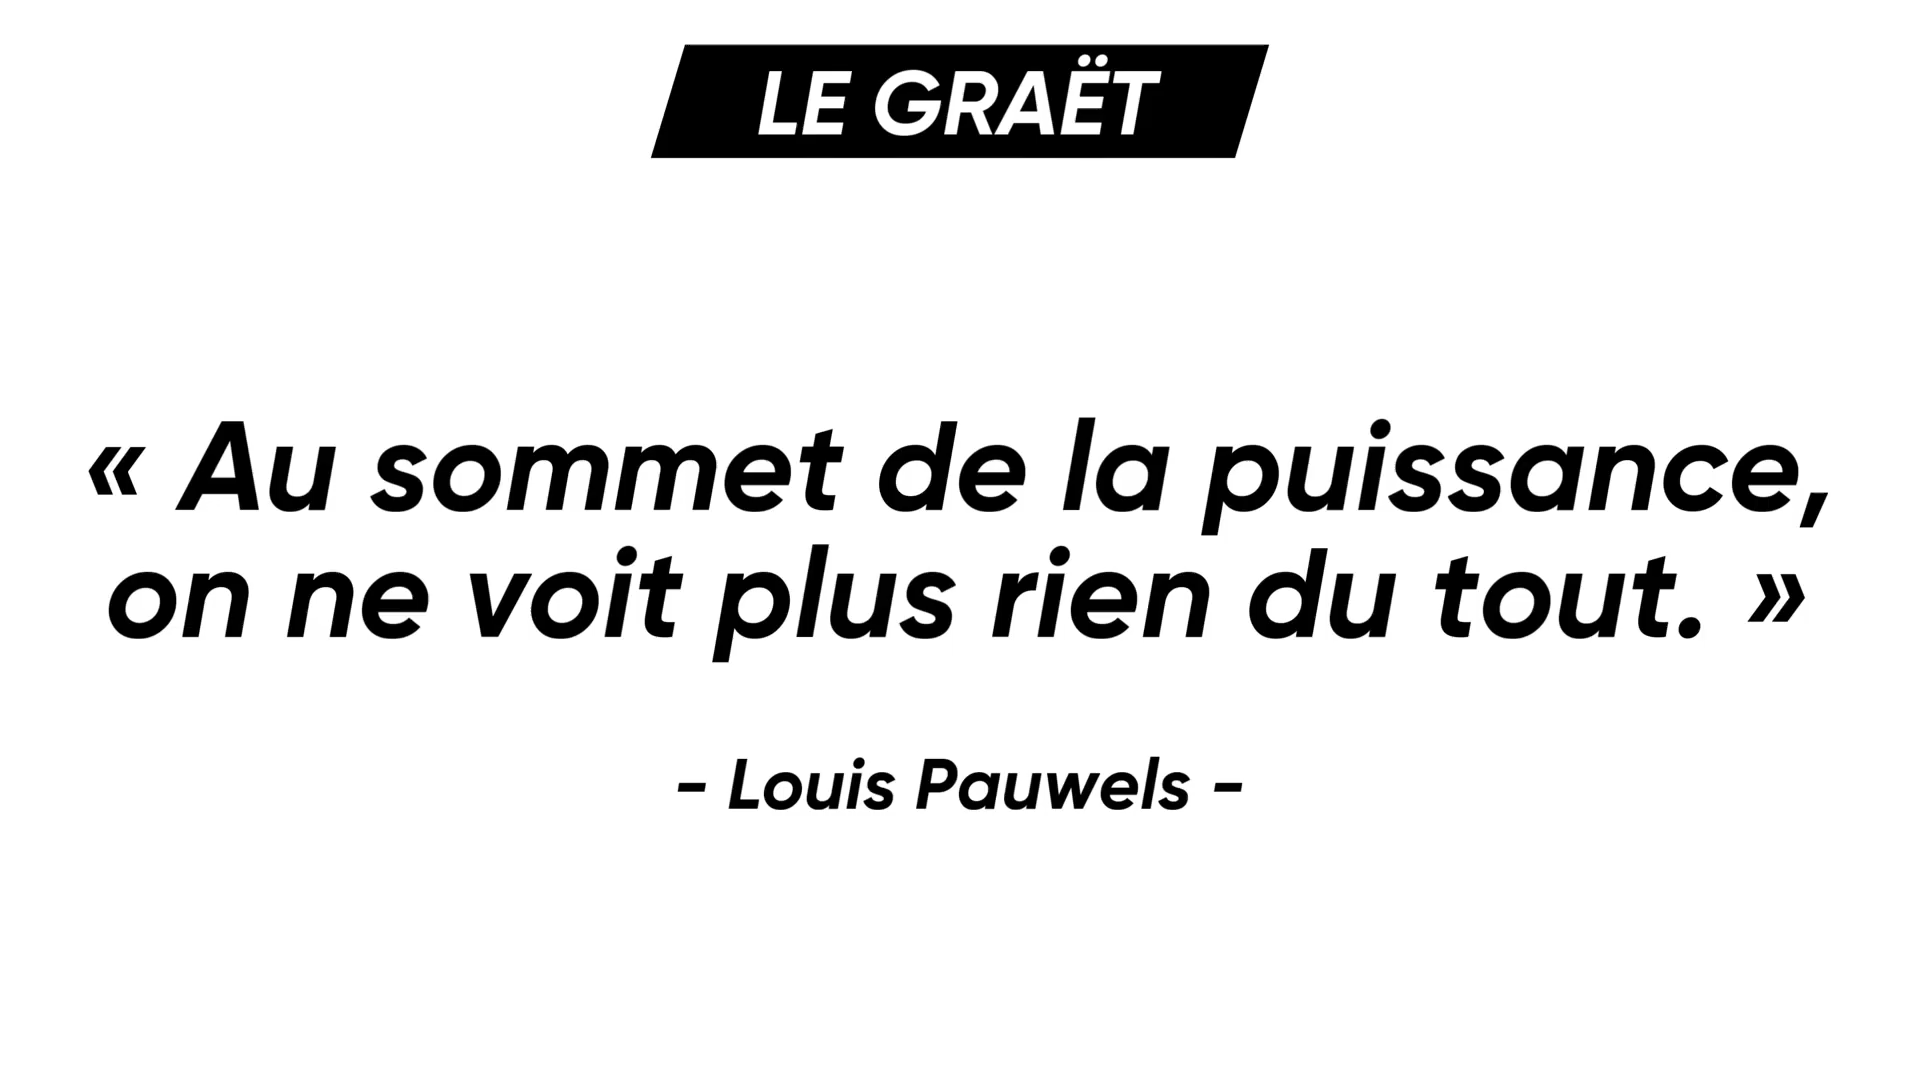 LE GRAËT
« Au sommet de la puissance,
on ne voit plus rien du tout. »
- Louis Pauwels -